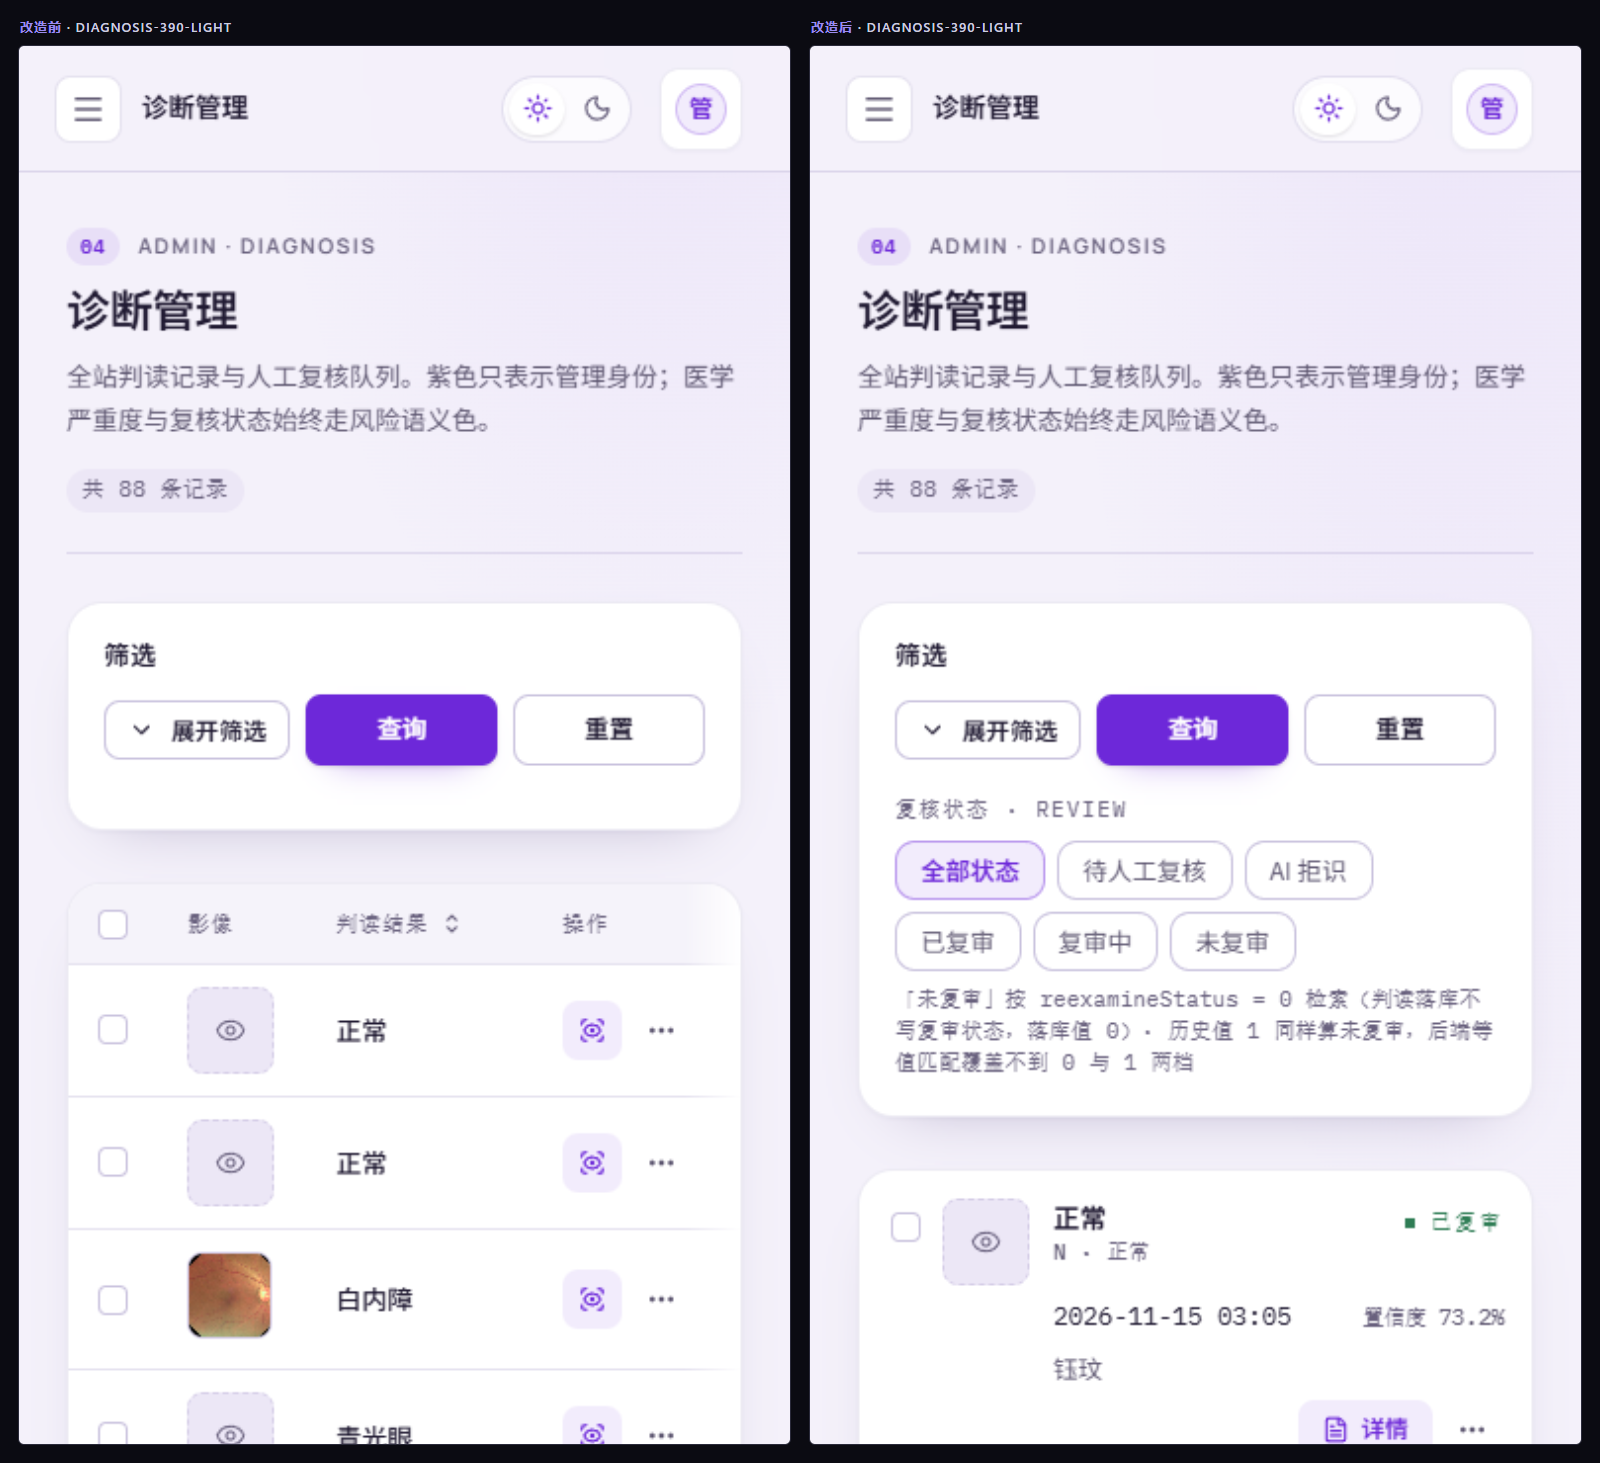 改造前 · DIAGNOSIS-390-LIGHT
诊断管理
管
04 ADMIN · DIAGNOSIS
诊断管理
全站判读记录与人工复核队列。紫色只表示管理身份；医学
严重度与复核状态始终走风险语义色。
共 88 条记录
筛选
展开筛选 查询 重置
影像 判读结果 操作
正常
正常
白内障
青光眼
改造后 · DIAGNOSIS-390-LIGHT
诊断管理
管
04 ADMIN · DIAGNOSIS
诊断管理
全站判读记录与人工复核队列。紫色只表示管理身份；医学
严重度与复核状态始终走风险语义色。
共 88 条记录
筛选
展开筛选 查询 重置
复核状态 · REVIEW
全部状态 待人工复核 AI 拒识
已复审 复审中 未复审
「未复审」按 reexamineStatus = 0 检索（判读落库不
写复审状态，落库值 0）· 历史值 1 同样算未复审，后端等
值匹配覆盖不到 0 与 1 两档
正常 已复审
N · 正常
2026-11-15 03:05 置信度 73.2%
钰玟
详情